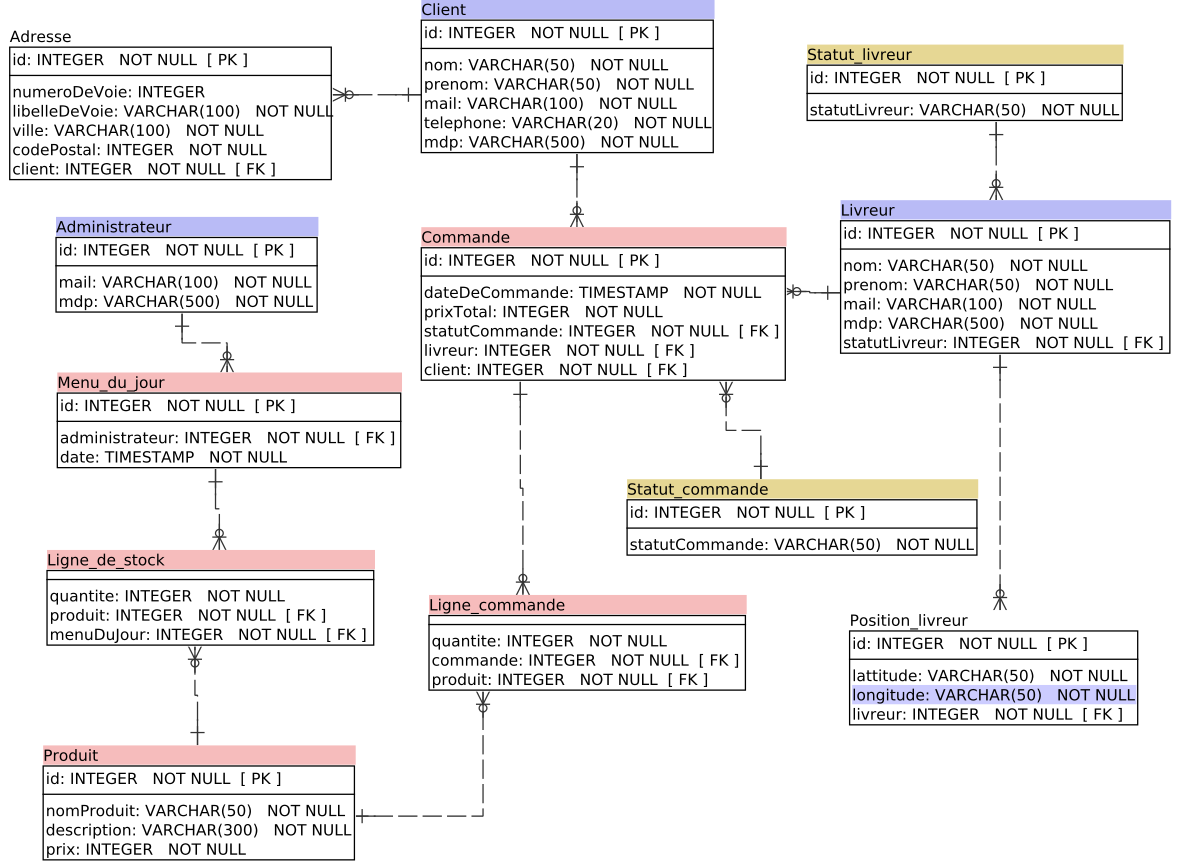 Client
id: INTEGER NOT NULL [ PK ]
nom: VARCHAR(50) NOT NULL
prenom: VARCHAR(50) NOT NULL
mail: VARCHAR(100) NOT NULL
telephone: VARCHAR(20) NOT NULL
mdp: VARCHAR(500) NOT NULL
Adresse
id: INTEGER NOT NULL [ PK ]
numeroDeVoie: INTEGER
libelleDeVoie: VARCHAR(100) NOT NULL
ville: VARCHAR(100) NOT NULL
codePostal: INTEGER NOT NULL
client: INTEGER NOT NULL [ FK ]
Statut_livreur
id: INTEGER NOT NULL [ PK ]
statutLivreur: VARCHAR(50) NOT NULL
Administrateur
id: INTEGER NOT NULL [ PK ]
mail: VARCHAR(100) NOT NULL
mdp: VARCHAR(500) NOT NULL
Commande
id: INTEGER NOT NULL [ PK ]
dateDeCommande: TIMESTAMP NOT NULL
prixTotal: INTEGER NOT NULL
statutCommande: INTEGER NOT NULL [ FK ]
livreur: INTEGER NOT NULL [ FK ]
client: INTEGER NOT NULL [ FK ]
Livreur
id: INTEGER NOT NULL [ PK ]
nom: VARCHAR(50) NOT NULL
prenom: VARCHAR(50) NOT NULL
mail: VARCHAR(100) NOT NULL
mdp: VARCHAR(500) NOT NULL
statutLivreur: INTEGER NOT NULL [ FK ]
Menu_du_jour
id: INTEGER NOT NULL [ PK ]
administrateur: INTEGER NOT NULL [ FK ]
date: TIMESTAMP NOT NULL
Statut_commande
id: INTEGER NOT NULL [ PK ]
statutCommande: VARCHAR(50) NOT NULL
Ligne_de_stock
quantite: INTEGER NOT NULL
produit: INTEGER NOT NULL [ FK ]
menuDuJour: INTEGER NOT NULL [ FK ]
Ligne_commande
quantite: INTEGER NOT NULL
commande: INTEGER NOT NULL [ FK ]
produit: INTEGER NOT NULL [ FK ]
Position_livreur
id: INTEGER NOT NULL [ PK ]
lattitude: VARCHAR(50) NOT NULL
longitude: VARCHAR(50) NOT NULL
livreur: INTEGER NOT NULL [ FK ]
Produit
id: INTEGER NOT NULL [ PK ]
nomProduit: VARCHAR(50) NOT NULL
description: VARCHAR(300) NOT NULL
prix: INTEGER NOT NULL